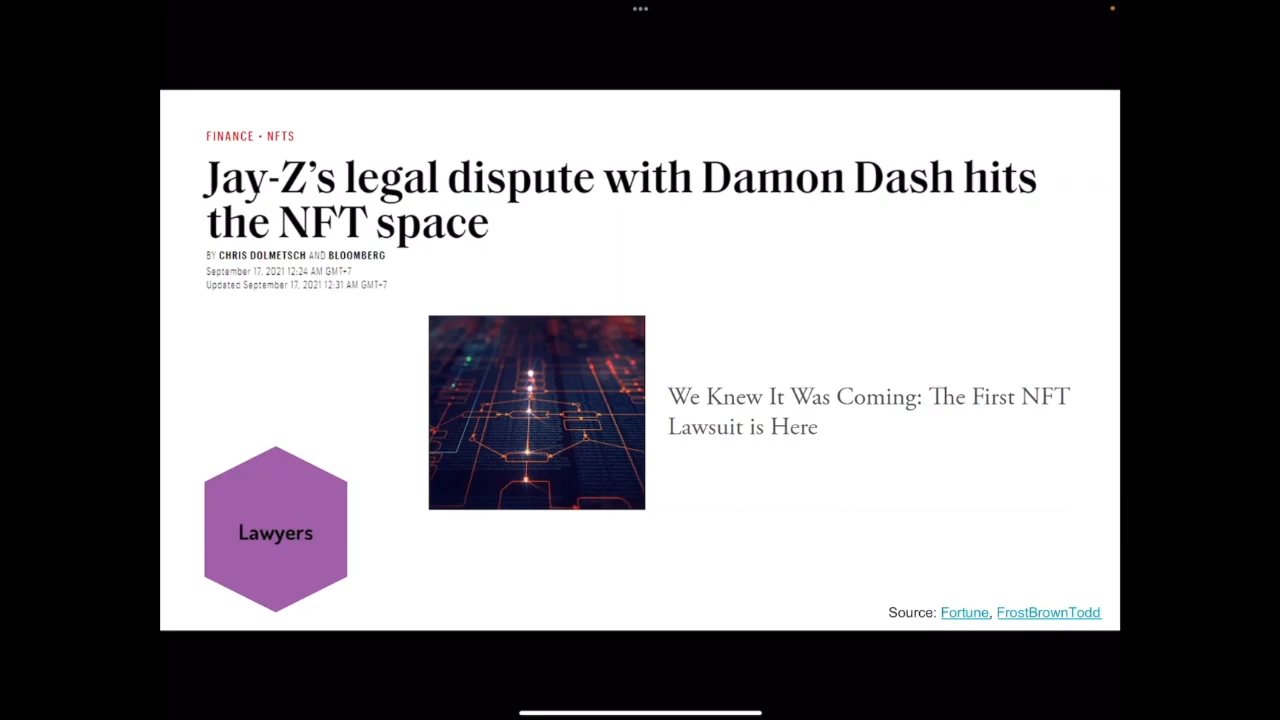 FINANCE · NFTS
Jay-Z’s legal dispute with Damon Dash hits
the NFT space
BY CHRIS DOLMETSCH AND BLOOMBERG
September 17, 2021 12:24 AM GMT+7
Updated September 17, 2021 12:31 AM GMT+7
We Knew It Was Coming: The First NFT
Lawsuit is Here
Lawyers
Source: Fortune, FrostBrownTodd